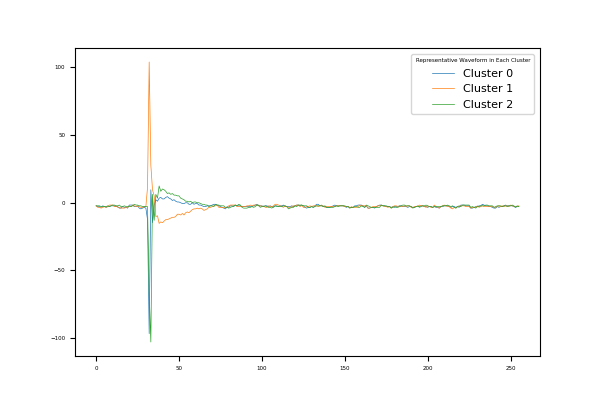 Representative Waveform in Each Cluster
Cluster 0
Cluster 1
Cluster 2
100
50
0
−50
−100
0 50 100 150 200 250